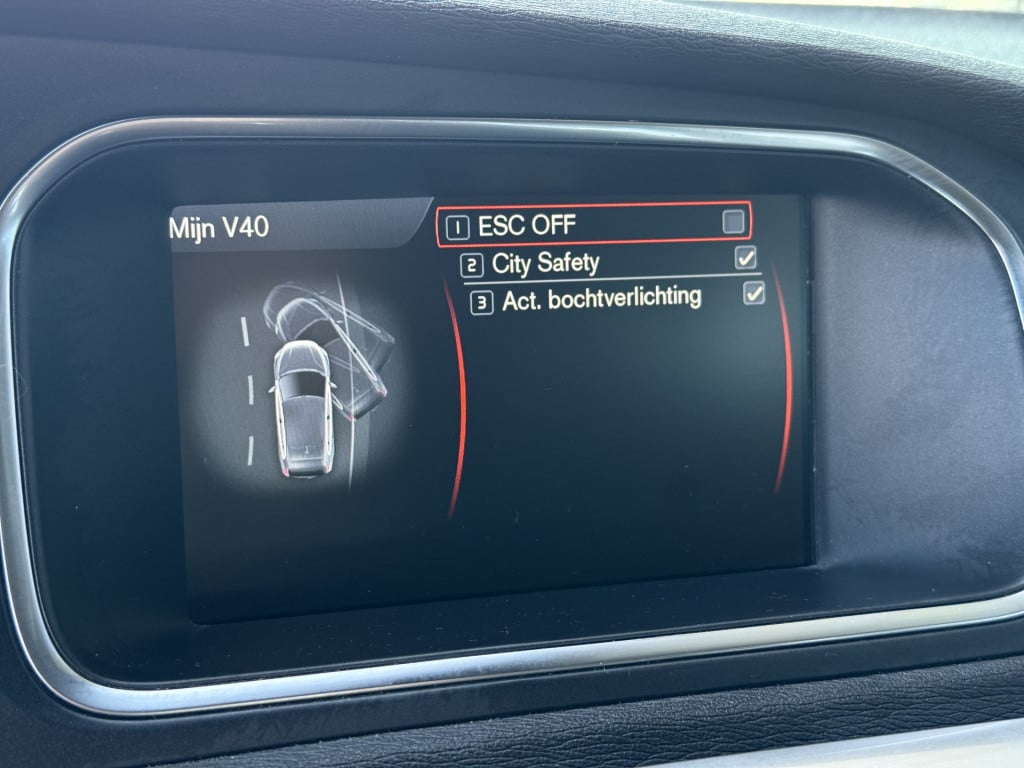 Mijn V40
1 ESC OFF
2 City Safety
3 Act. bochtverlichting